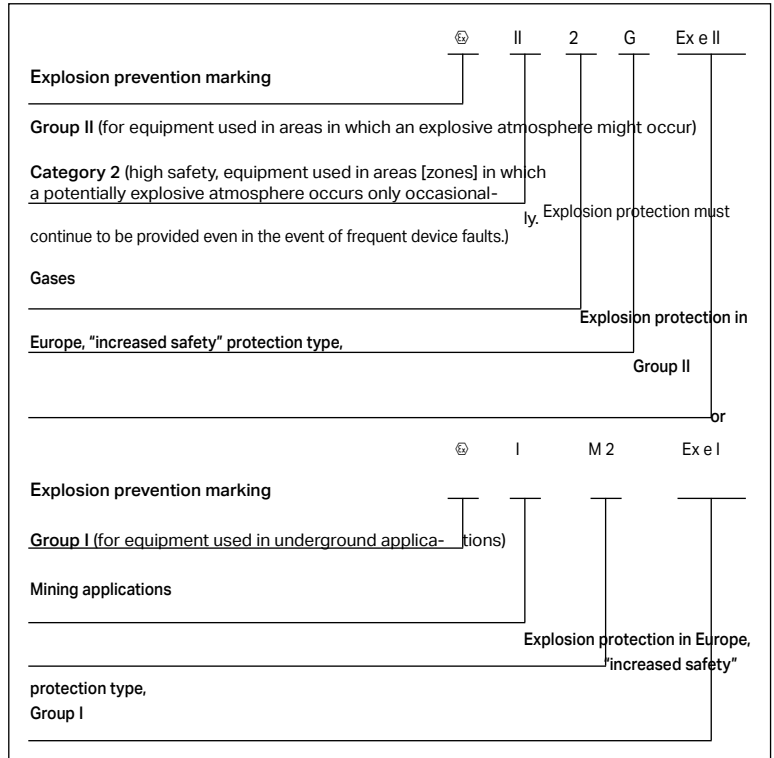 Ex II 2 G Ex e II
Explosion prevention marking
Group II (for equipment used in areas in which an explosive atmosphere might occur)
Category 2 (high safety, equipment used in areas [zones] in which
a potentially explosive atmosphere occurs only occasional-
ly. Explosion protection must
continue to be provided even in the event of frequent device faults.)
Gases
Explosion protection in
Europe, “increased safety” protection type,
Group II
or
Ex I M 2 Ex e I
Explosion prevention marking
Group I (for equipment used in underground applica- tions)
Mining applications
Explosion protection in Europe,
“increased safety”
protection type,
Group I